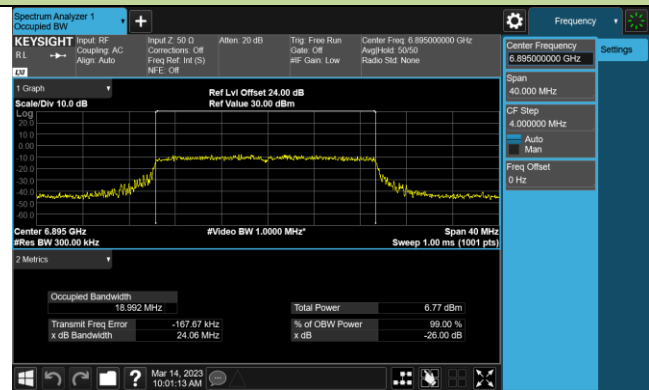 Spectrum Analyzer 1
Occupied BW
Frequency
KEYSIGHT
R L
LXI
Input: RF
Coupling: AC
Align: Auto
Input Z: 50 Ω
Corrections: Off
Freq Ref: Int (S)
NFE: Off
Atten: 20 dB
Trig: Free Run
Gate: Off
#IF Gain: Low
Center Freq: 6.895000000 GHz
Avg|Hold: 50/50
Radio Std: None
Center Frequency
6.895000000 GHz
Settings
Span
40.000 MHz
CF Step
4.000000 MHz
Auto
Man
Freq Offset
0 Hz
1 Graph
Scale/Div 10.0 dB
Ref Lvl Offset 24.00 dB
Ref Value 30.00 dBm
Log
20.0
10.0
0.00
-10.0
-20.0
-30.0
-40.0
-50.0
-60.0
Center 6.895 GHz
#Res BW 300.00 kHz
#Video BW 1.0000 MHz*
Span 40 MHz
Sweep 1.00 ms (1001 pts)
2 Metrics
Occupied Bandwidth
18.992 MHz
Total Power 6.77 dBm
Transmit Freq Error -167.67 kHz
% of OBW Power 99.00 %
x dB Bandwidth 24.06 MHz
x dB -26.00 dB
?
Mar 14, 2023
10:01:13 AM